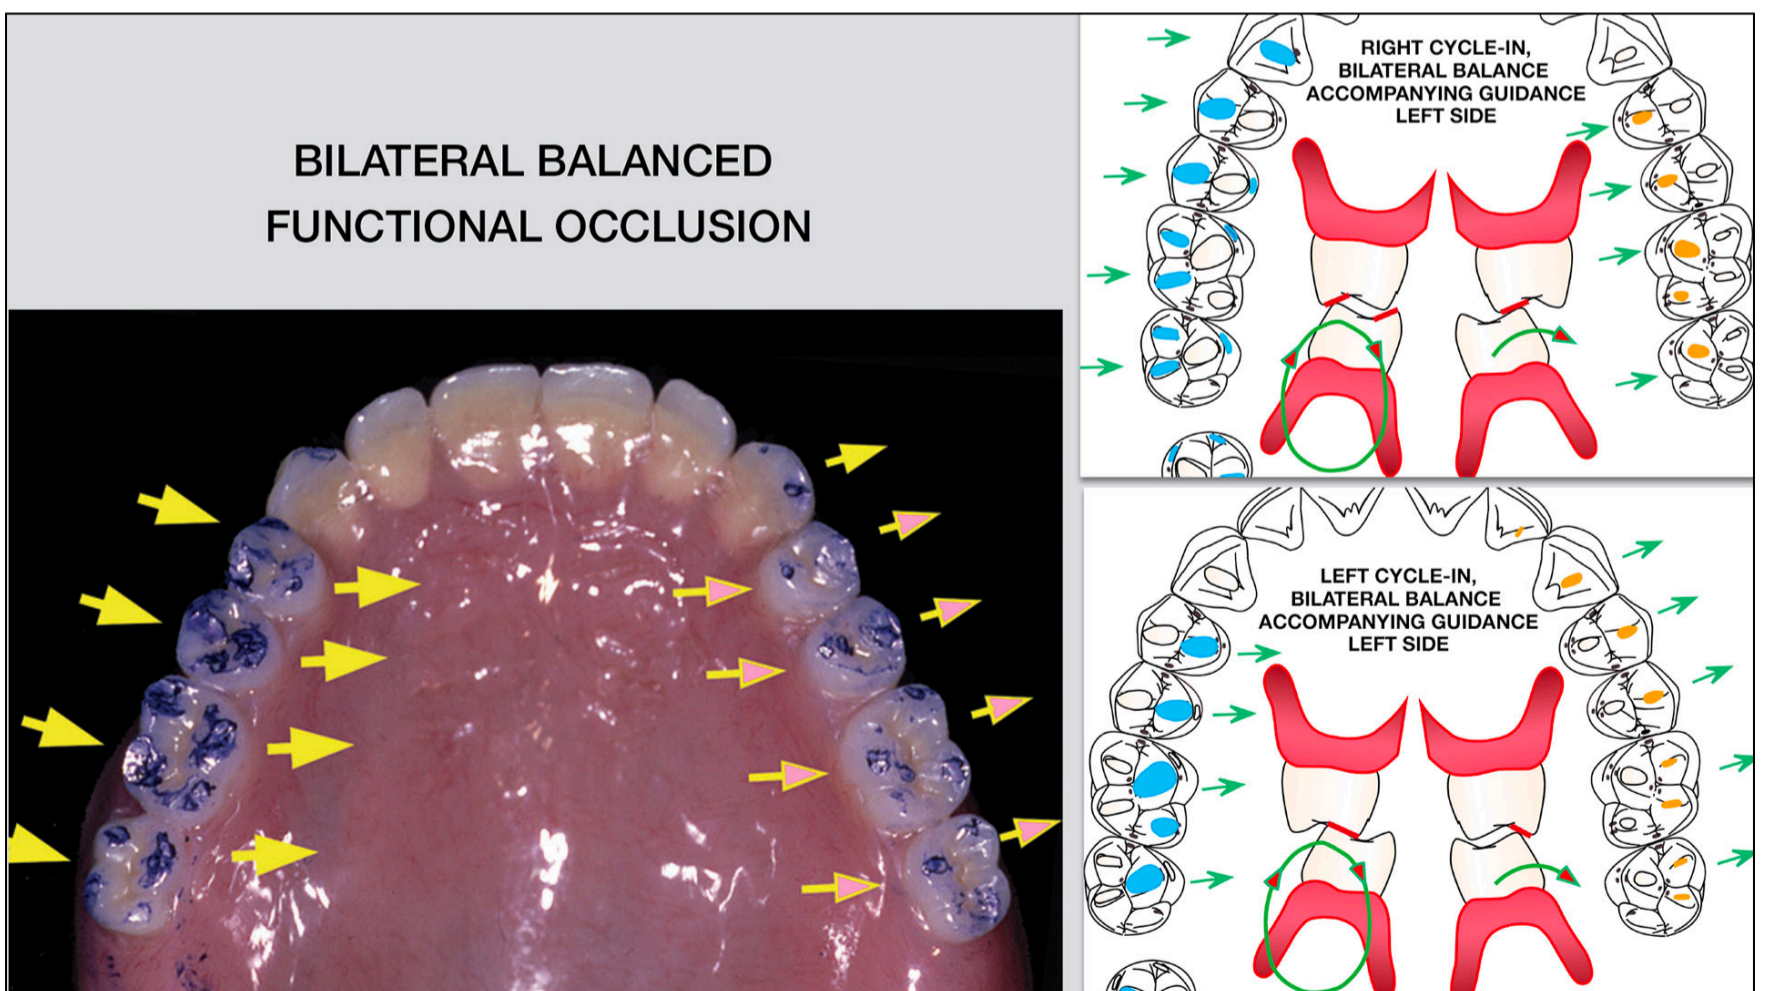 BILATERAL BALANCED
FUNCTIONAL OCCLUSION
RIGHT CYCLE-IN,
BILATERAL BALANCE
ACCOMPANYING GUIDANCE
LEFT SIDE
LEFT CYCLE-IN,
BILATERAL BALANCE
ACCOMPANYING GUIDANCE
LEFT SIDE